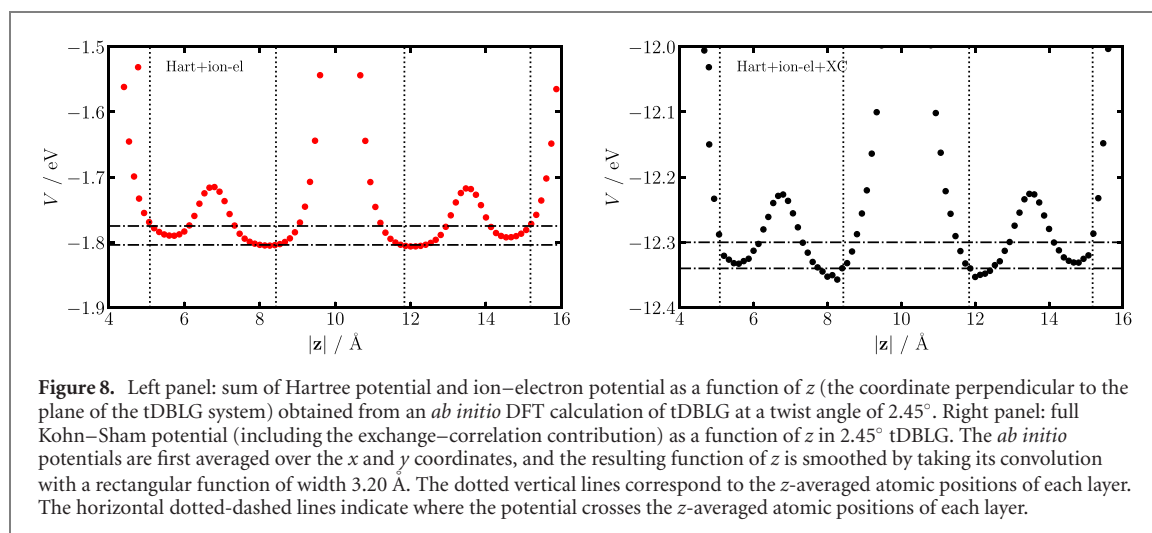 Hart+ion-el
−1.5
−1.6
−1.7
−1.8
−1.9
V / eV
4 6 8 10 12 14 16
|z| / Å
Hart+ion-el+XC
−12.0
−12.1
−12.2
−12.3
−12.4
V / eV
4 6 8 10 12 14 16
|z| / Å
Figure 8. Left panel: sum of Hartree potential and ion–electron potential as a function of z (the coordinate perpendicular to the
plane of the tDBLG system) obtained from an ab initio DFT calculation of tDBLG at a twist angle of 2.45°. Right panel: full
Kohn–Sham potential (including the exchange–correlation contribution) as a function of z in 2.45° tDBLG. The ab initio
potentials are first averaged over the x and y coordinates, and the resulting function of z is smoothed by taking its convolution
with a rectangular function of width 3.20 Å. The dotted vertical lines correspond to the z-averaged atomic positions of each layer.
The horizontal dotted-dashed lines indicate where the potential crosses the z-averaged atomic positions of each layer.